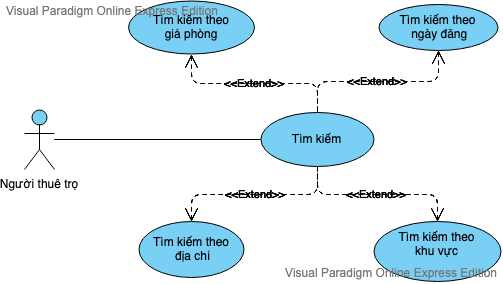 Visual Paradigm Online Express Edition
Tìm kiếm theo
giá phòng
Tìm kiếm theo
ngày đăng
<<Extend>>
<<Extend>>
Tìm kiếm
Người thuê trọ
<<Extend>>
<<Extend>>
Tìm kiếm theo
địa chỉ
Tìm kiếm theo
khu vực
Visual Paradigm Online Express Edition